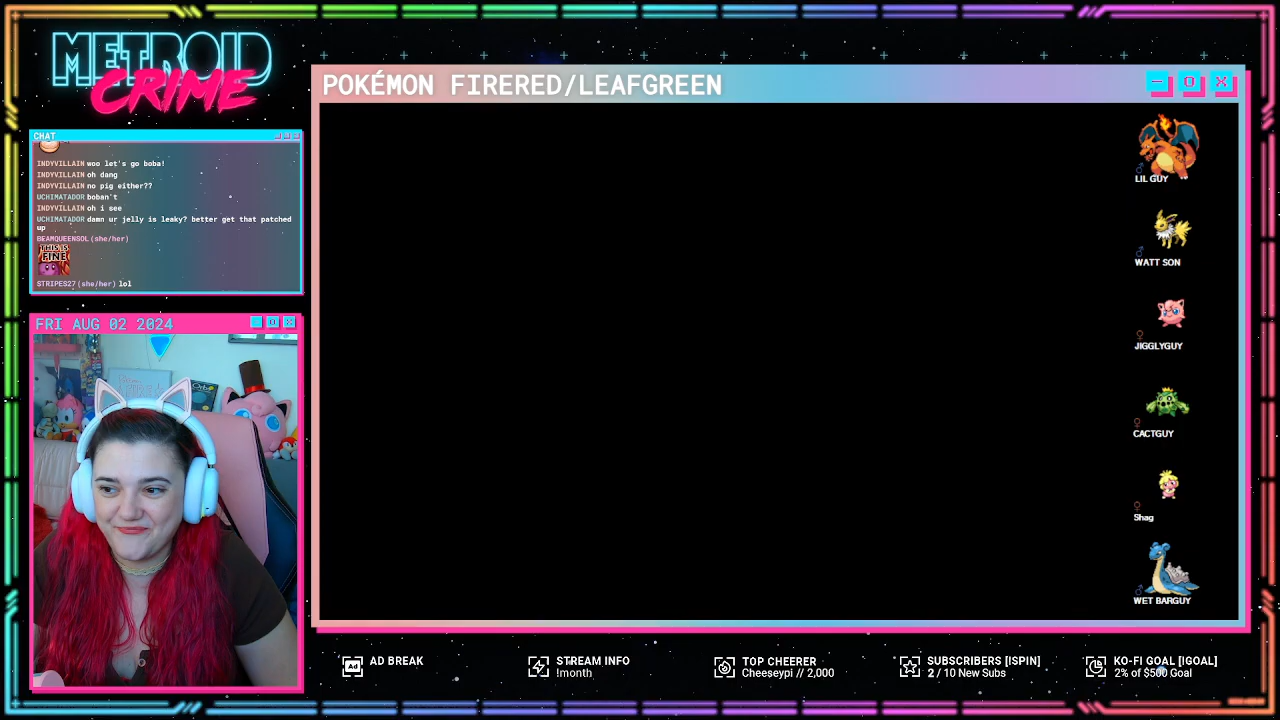 METROID
CRIME
POKÉMON FIRERED/LEAFGREEN
CHAT
INDYVILLAIN woo let's go boba!
INDYVILLAIN oh dang
INDYVILLAIN no pig either??
UCHIMATADOR boban't
INDYVILLAIN oh i see
UCHIMATADOR damn ur jelly is leaky? better get that patched
up
BEAMQUEENSOL(she/her)
THIS IS
FINE
STRIPES27(she/her) lol
FRI AUG 02 2024
LIL GUY
WATT SON
JIGGLYGUY
CACTGUY
Shag
WET BARGUY
Ad
AD BREAK
STREAM INFO
!month
TOP CHEERER
Cheeseypi // 2,000
SUBSCRIBERS [!SPIN]
2 / 10 New Subs
KO-FI GOAL [!GOAL]
2% of $500 Goal